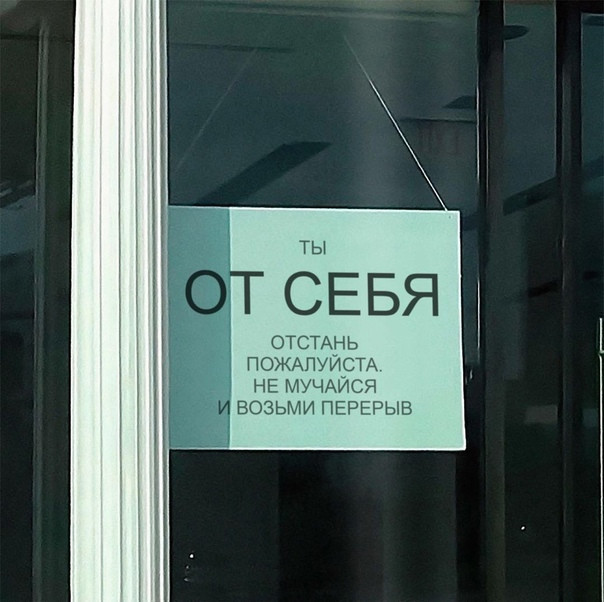 ТЫ
ОТ СЕБЯ
ОТСТАНЬ
ПОЖАЛУЙСТА.
НЕ МУЧАЙСЯ
И ВОЗЬМИ ПЕРЕРЫВ